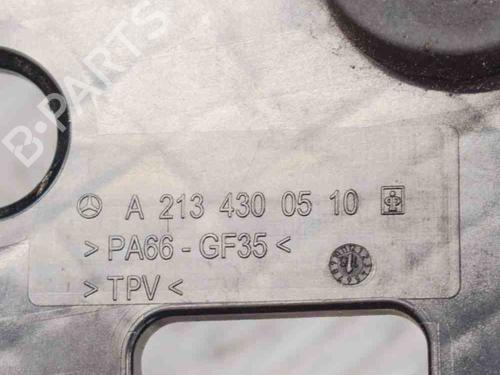 B-PARTS
A 213 430 05 10
> PA66 - GF35 <
> TPV <